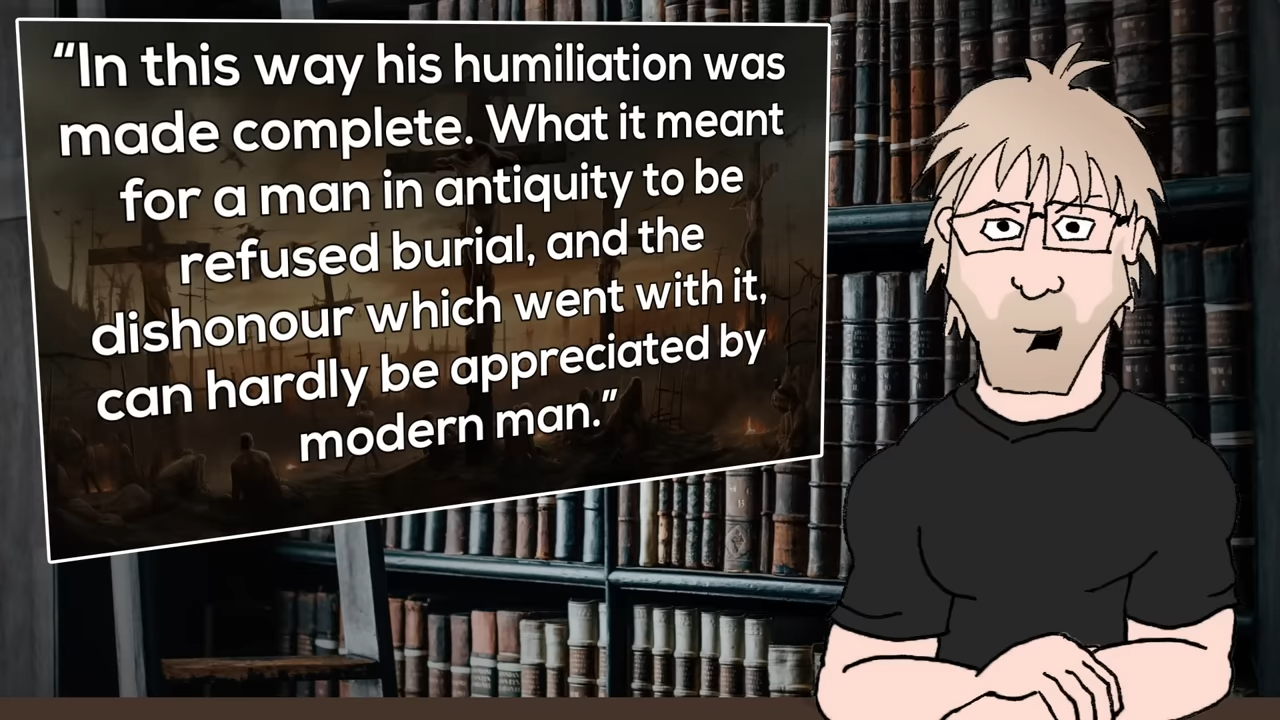 “In this way his humiliation was
made complete. What it meant
for a man in antiquity to be
refused burial, and the
dishonour which went with it,
can hardly be appreciated by
modern man.”